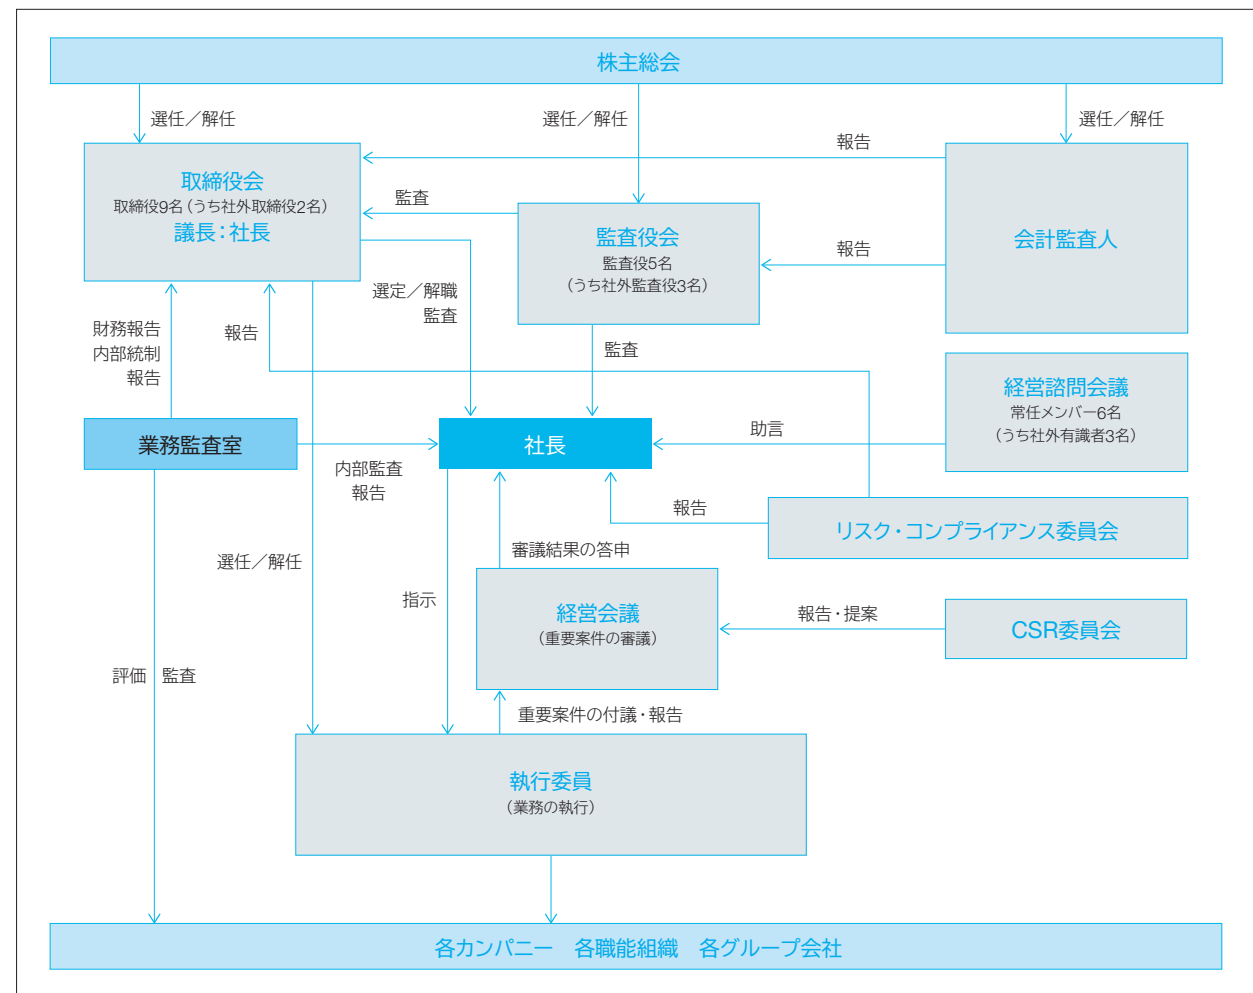 株主総会
選任／解任
選任／解任
選任／解任
取締役会
取締役9名（うち社外取締役2名）
議長：社長
報告
監査
監査役会
監査役5名
（うち社外監査役3名）
会計監査人
報告
選定／解職
監査
財務報告
内部統制
報告
報告
監査
経営諮問会議
常任メンバー6名
（うち社外有識者3名）
業務監査室
社長
助言
内部監査
報告
報告
リスク・コンプライアンス委員会
審議結果の答申
選任／解任
指示
経営会議
（重要案件の審議）
報告・提案
CSR委員会
評価
監査
重要案件の付議・報告
執行委員
（業務の執行）
各カンパニー　各職能組織　各グループ会社